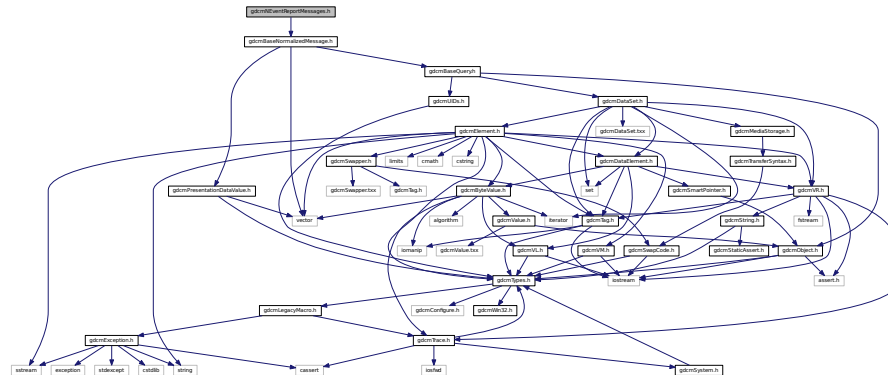 gdcmNEventReportMessages.h
gdcmBaseNormalizedMessage.h
gdcmBaseQuery.h
gdcmUIDs.h
gdcmDataSet.h
gdcmElement.h
gdcmDataSet.txx
gdcmMediaStorage.h
gdcmSwapper.h
limits
cmath
cstring
gdcmDataElement.h
gdcmTransferSyntax.h
gdcmPresentationDataValue.h
gdcmSwapper.txx
gdcmTag.h
gdcmByteValue.h
set
gdcmSmartPointer.h
gdcmVR.h
vector
algorithm
gdcmValue.h
iterator
gdcmTag.h
gdcmString.h
fstream
iomanip
gdcmValue.txx
gdcmVL.h
gdcmVM.h
gdcmSwapCode.h
gdcmStaticAssert.h
gdcmObject.h
gdcmTypes.h
iostream
assert.h
gdcmLegacyMacro.h
gdcmConfigure.h
gdcmWin32.h
gdcmException.h
gdcmTrace.h
sstream
exception
stdexcept
cstdlib
string
cassert
iosfwd
gdcmSystem.h